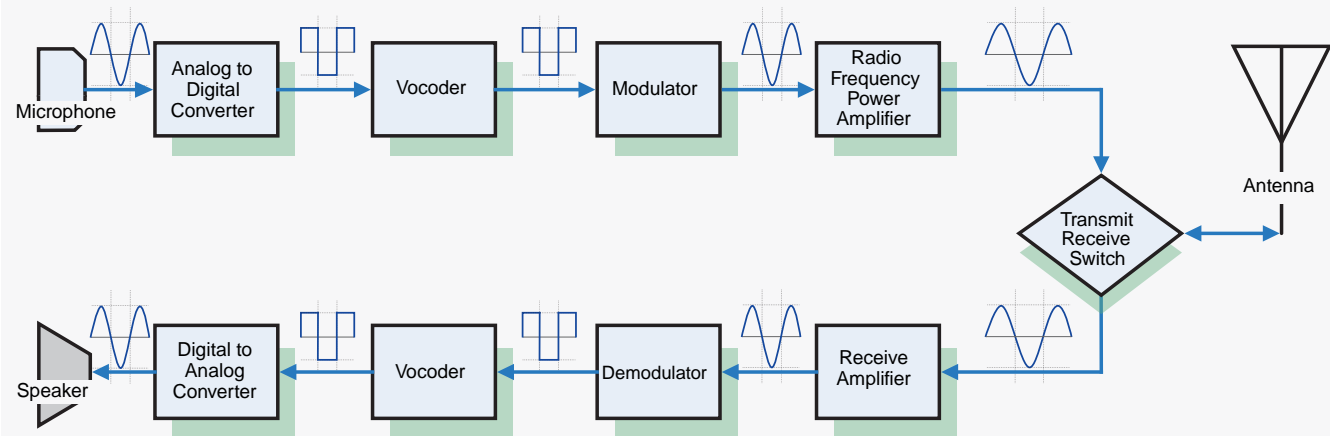 Microphone
Analog to
Digital
Converter
Vocoder
Modulator
Radio
Frequency
Power
Amplifier
Antenna
Transmit
Receive
Switch
Speaker
Digital to
Analog
Converter
Vocoder
Demodulator
Receive
Amplifier